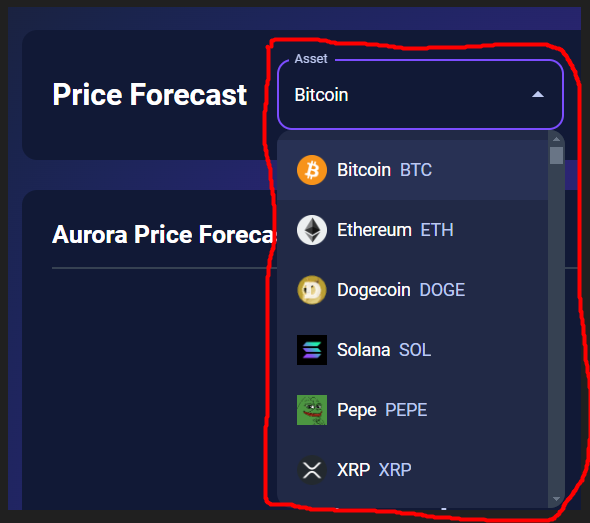 Asset
Price Forecast
Bitcoin
Bitcoin BTC
Ethereum ETH
Aurora Price Foreca
Dogecoin DOGE
Solana SOL
Pepe PEPE
XRP XRP